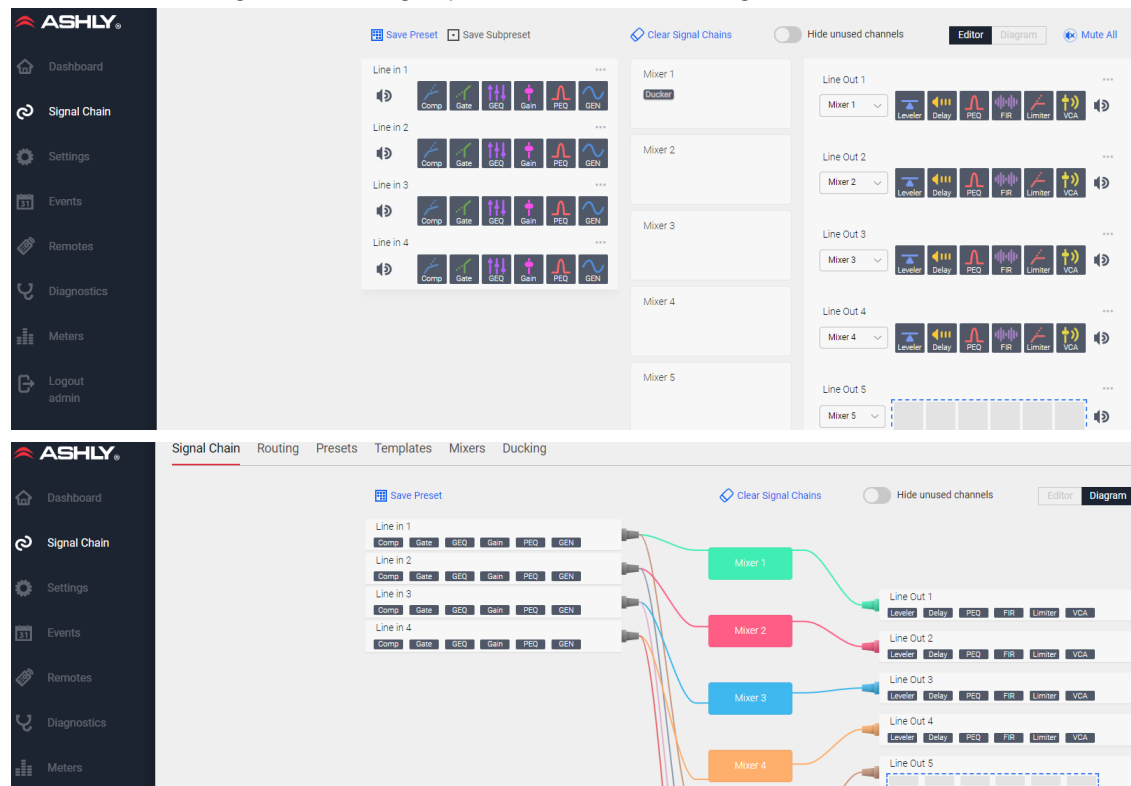 ASHLY®
Save Preset Save Subpreset Clear Signal Chains Hide unused channels Editor Diagram Mute All
Dashboard
Signal Chain
Settings
Events
31
Remotes
Diagnostics
Meters
Logout
admin
Line in 1
Comp Gate GEQ Gain PEQ GEN
Line in 2
Comp Gate GEQ Gain PEQ GEN
Line in 3
Comp Gate GEQ Gain PEQ GEN
Line in 4
Comp Gate GEQ Gain PEQ GEN
Mixer 1
Ducker
Mixer 2
Mixer 3
Mixer 4
Mixer 5
Line Out 1
Mixer 1 Leveler Delay PEQ FIR Limiter VCA
Line Out 2
Mixer 2 Leveler Delay PEQ FIR Limiter VCA
Line Out 3
Mixer 3 Leveler Delay PEQ FIR Limiter VCA
Line Out 4
Mixer 4 Leveler Delay PEQ FIR Limiter VCA
Line Out 5
Mixer 5
ASHLY®
Signal Chain Routing Presets Templates Mixers Ducking
Save Preset Clear Signal Chains Hide unused channels Editor Diagram
Dashboard
Signal Chain
Settings
Events
31
Remotes
Diagnostics
Meters
Line in 1
Comp Gate GEQ Gain PEQ GEN
Line in 2
Comp Gate GEQ Gain PEQ GEN
Line in 3
Comp Gate GEQ Gain PEQ GEN
Line in 4
Comp Gate GEQ Gain PEQ GEN
Mixer 1
Mixer 2
Mixer 3
Mixer 4
Line Out 1
Leveler Delay PEQ FIR Limiter VCA
Line Out 2
Leveler Delay PEQ FIR Limiter VCA
Line Out 3
Leveler Delay PEQ FIR Limiter VCA
Line Out 4
Leveler Delay PEQ FIR Limiter VCA
Line Out 5